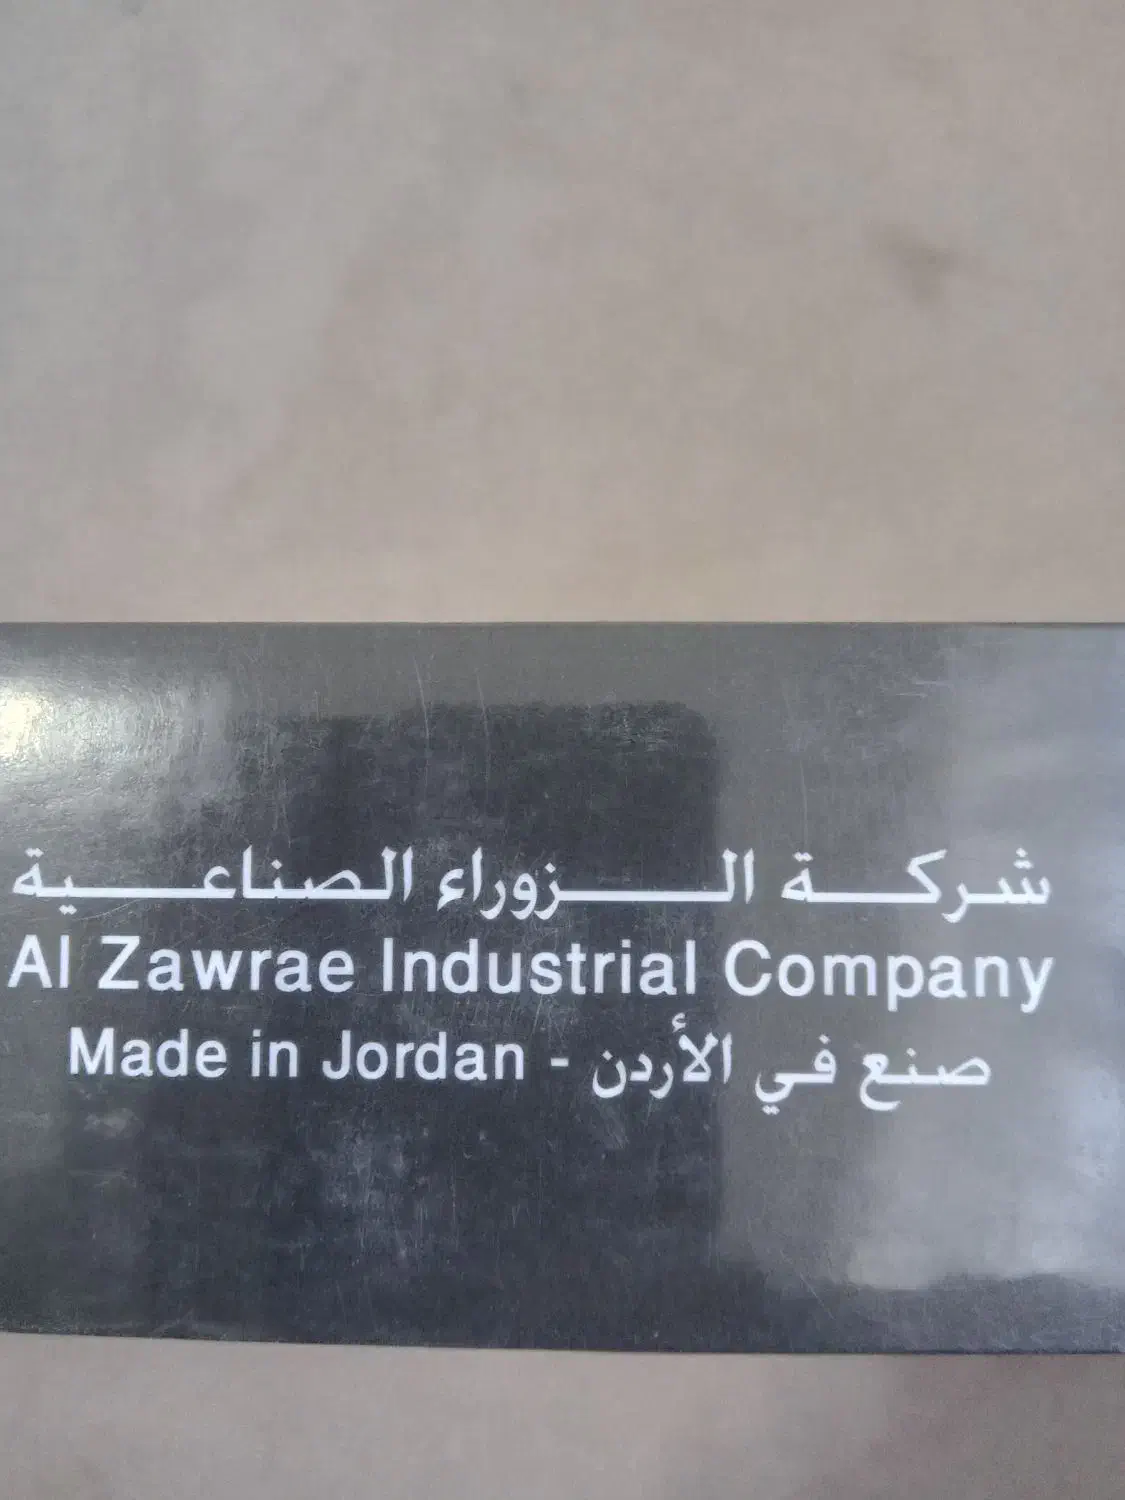 شركة الزوراء الصناعية
Al Zawrae Industrial Company
Made in Jordan - صنع في الأردن